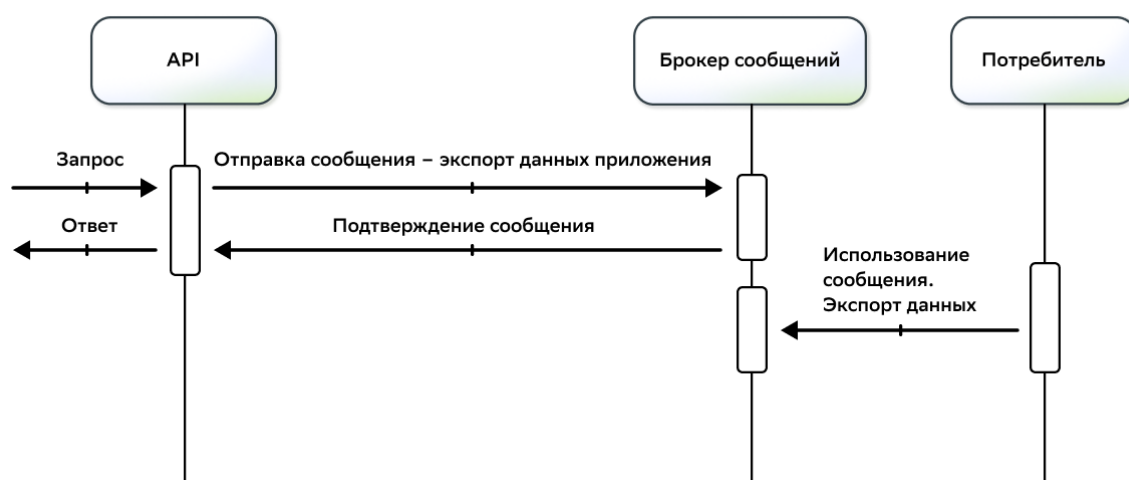 API
Брокер сообщений
Потребитель
Запрос
Отправка сообщения – экспорт данных приложения
Ответ
Подтверждение сообщения
Использование
сообщения.
Экспорт данных